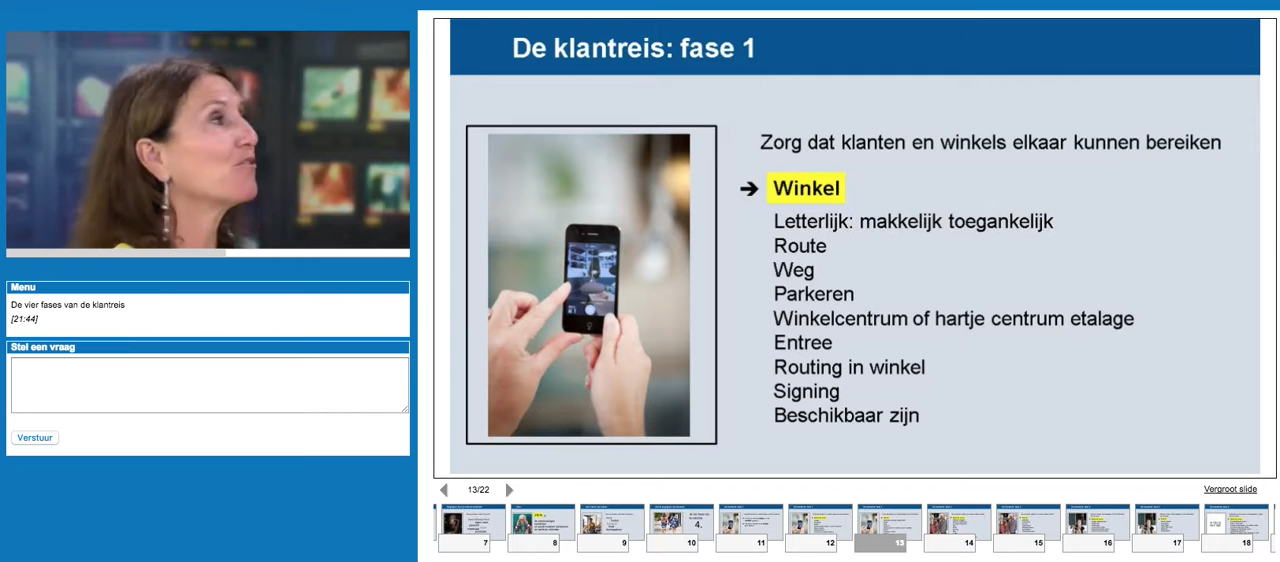 De klantreis: fase 1
Zorg dat klanten en winkels elkaar kunnen bereiken
➔ Winkel
Letterlijk: makkelijk toegankelijk
Route
Weg
Parkeren
Winkelcentrum of hartje centrum etalage
Entree
Routing in winkel
Signing
Beschikbaar zijn
Menu
De vier fases van de klantreis
[21:44]
Stel een vraag
Verstuur
13/22
Vergroot slide
7
8
9
10
11
12
13
14
15
16
17
18